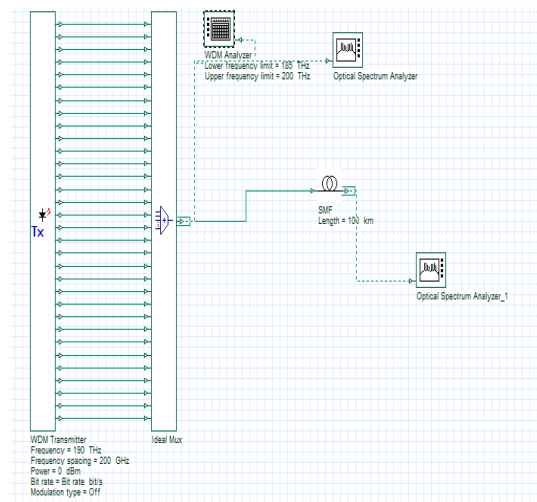 WDM Analyzer
Lower frequency limit = 185 THz
Upper frequency limit = 200 THz
Optical Spectrum Analyzer
Tx
SMF
Length = 100 km
Optical Spectrum Analyzer_1
WDM Transmitter
Frequency = 190 THz
Frequency spacing = 200 GHz
Power = 0 dBm
Bit rate = Bit rate bit/s
Modulation type = Off
Ideal Mux